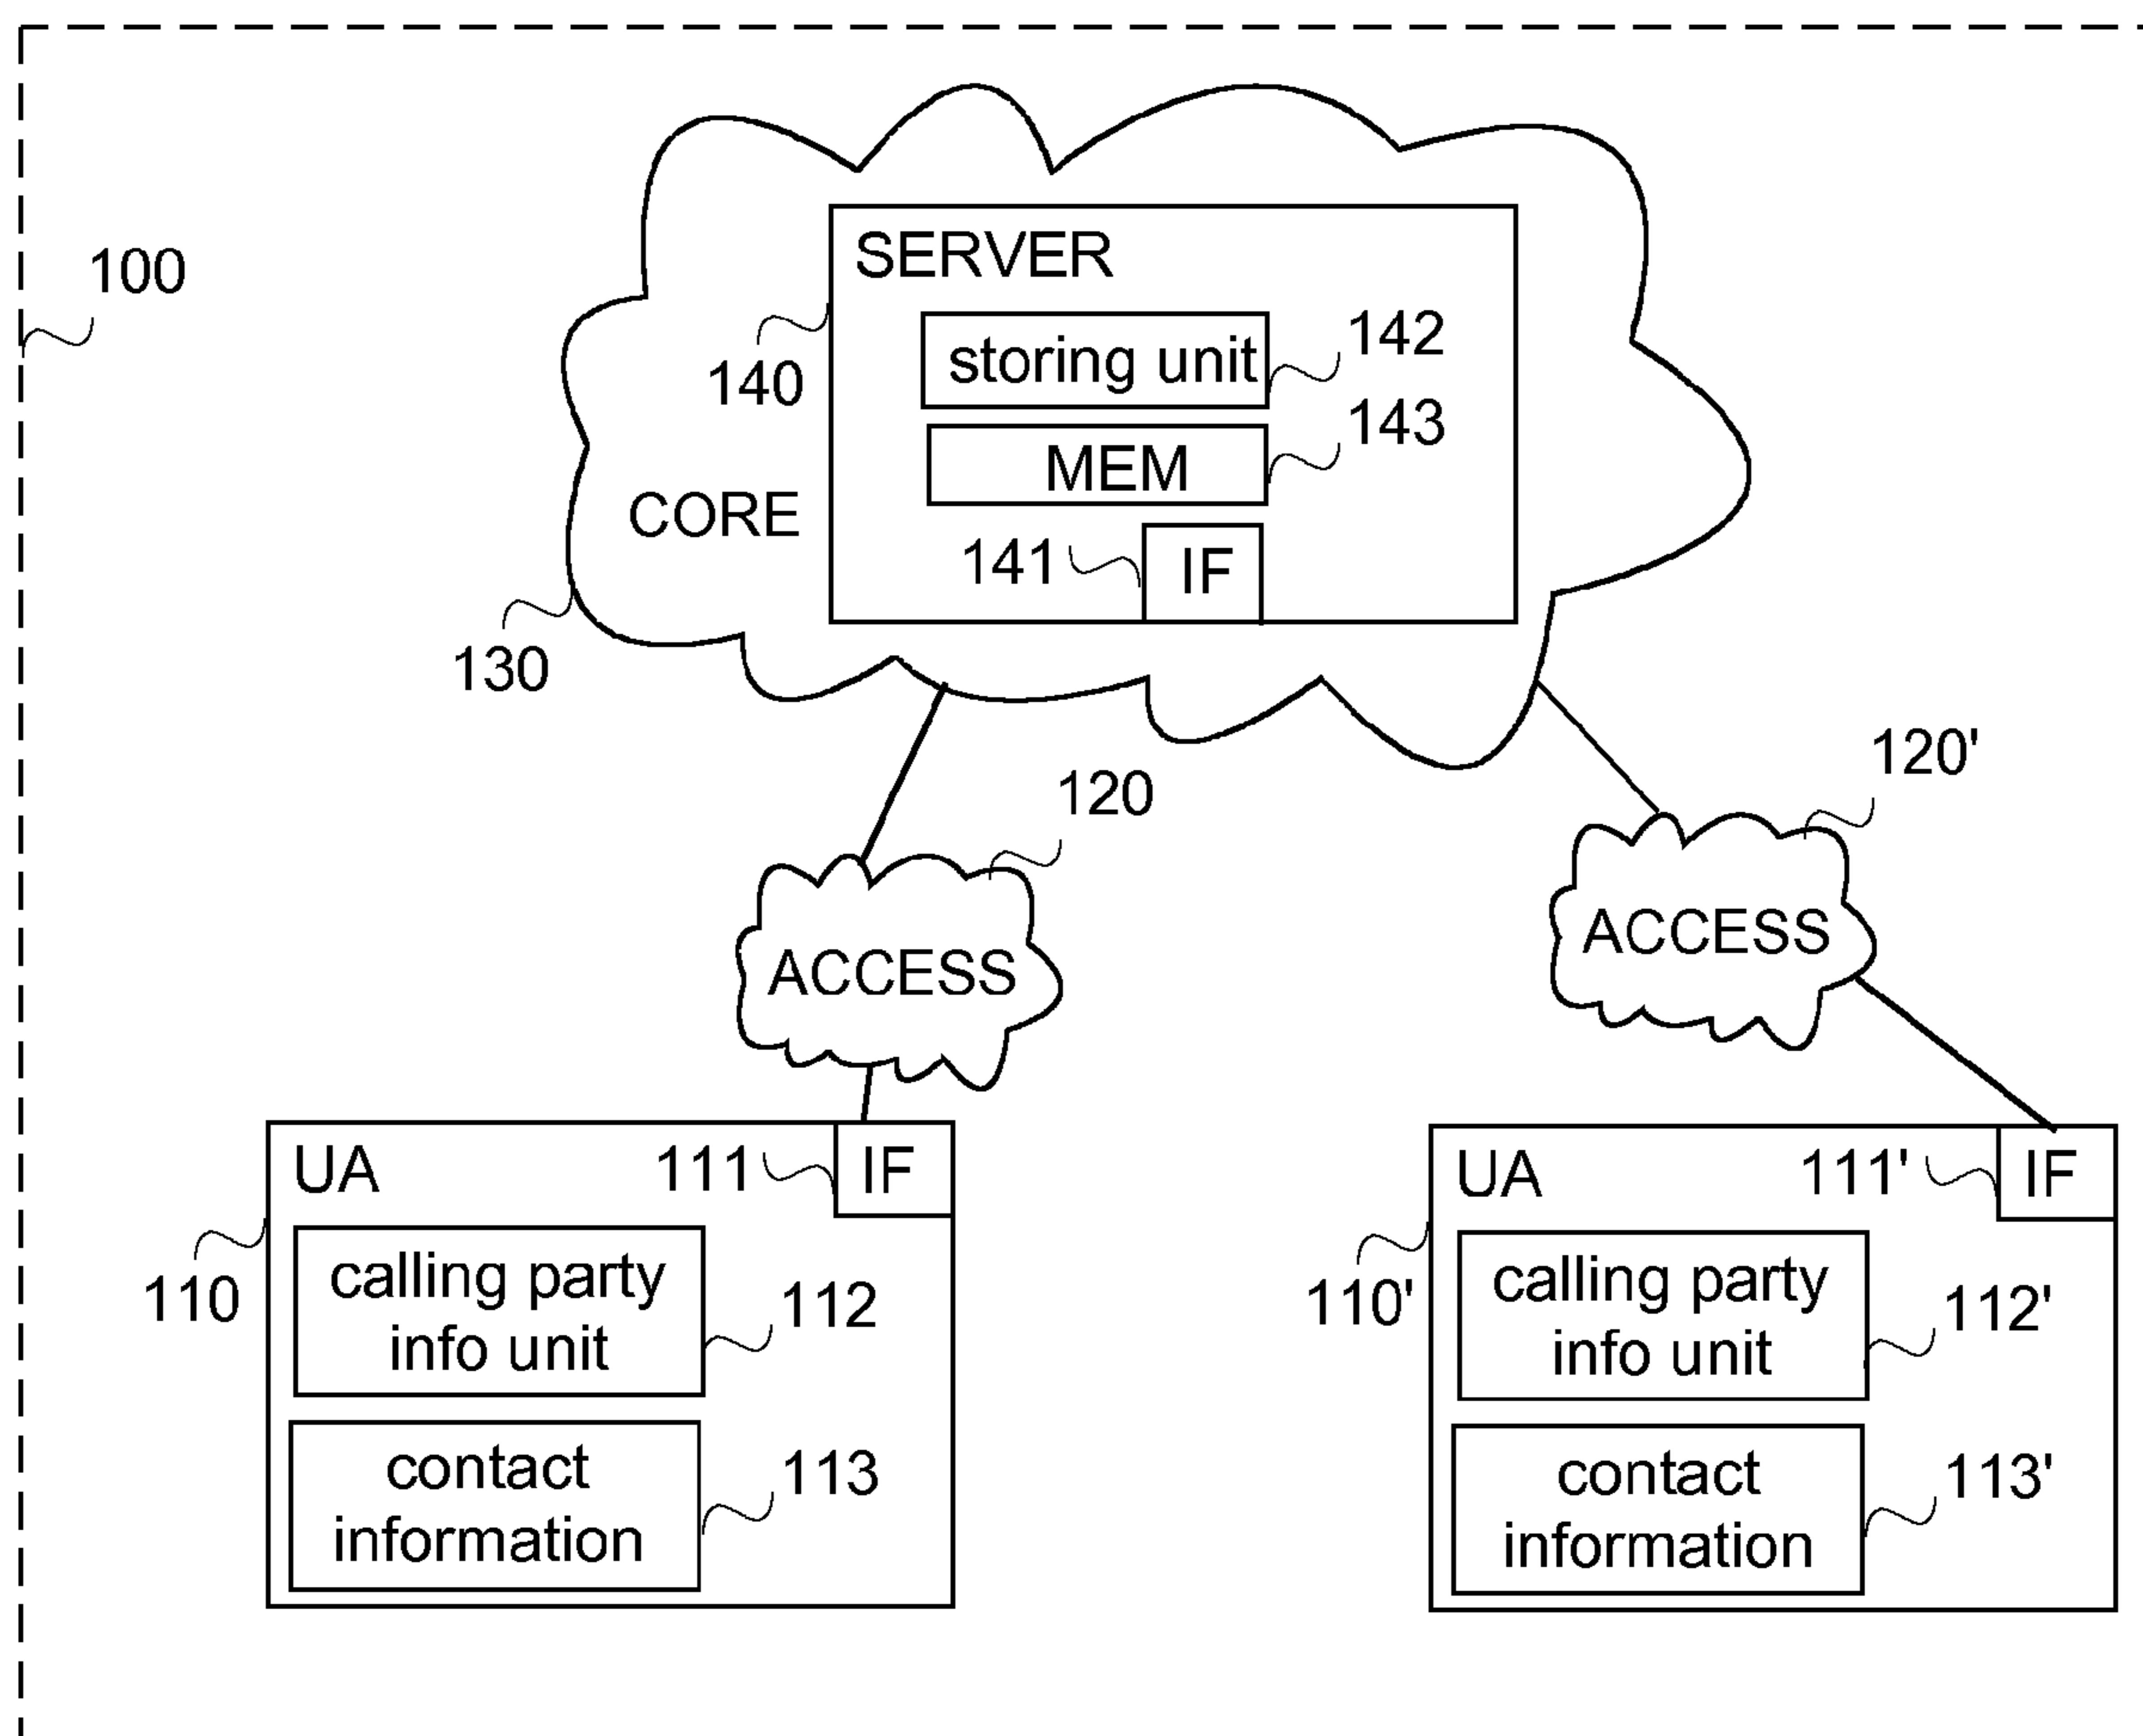 100
SERVER
storing unit
142
140
MEM
143
CORE
141
IF
130
120
120'
ACCESS
ACCESS
UA
111
IF
110
calling party
info unit
112
contact
information
113
UA
111'
IF
110'
calling party
info unit
112'
contact
information
113'